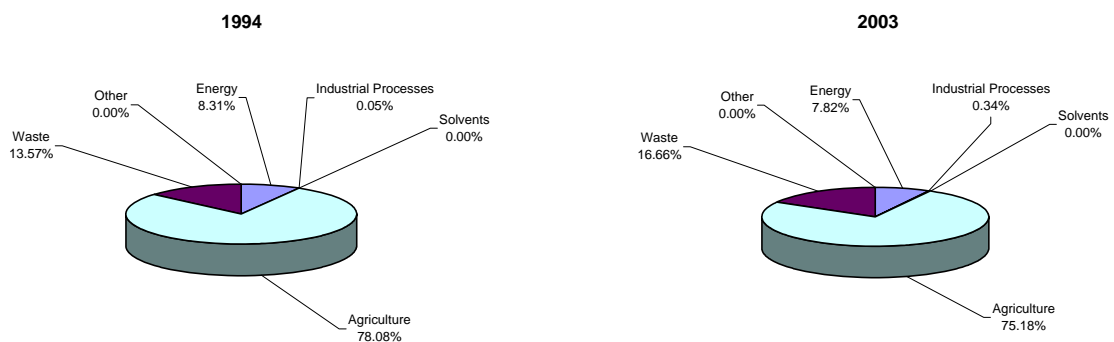 1994
Other
0.00%
Energy
8.31%
Industrial Processes
0.05%
Solvents
0.00%
Waste
13.57%
Agriculture
78.08%
2003
Other
0.00%
Energy
7.82%
Industrial Processes
0.34%
Solvents
0.00%
Waste
16.66%
Agriculture
75.18%